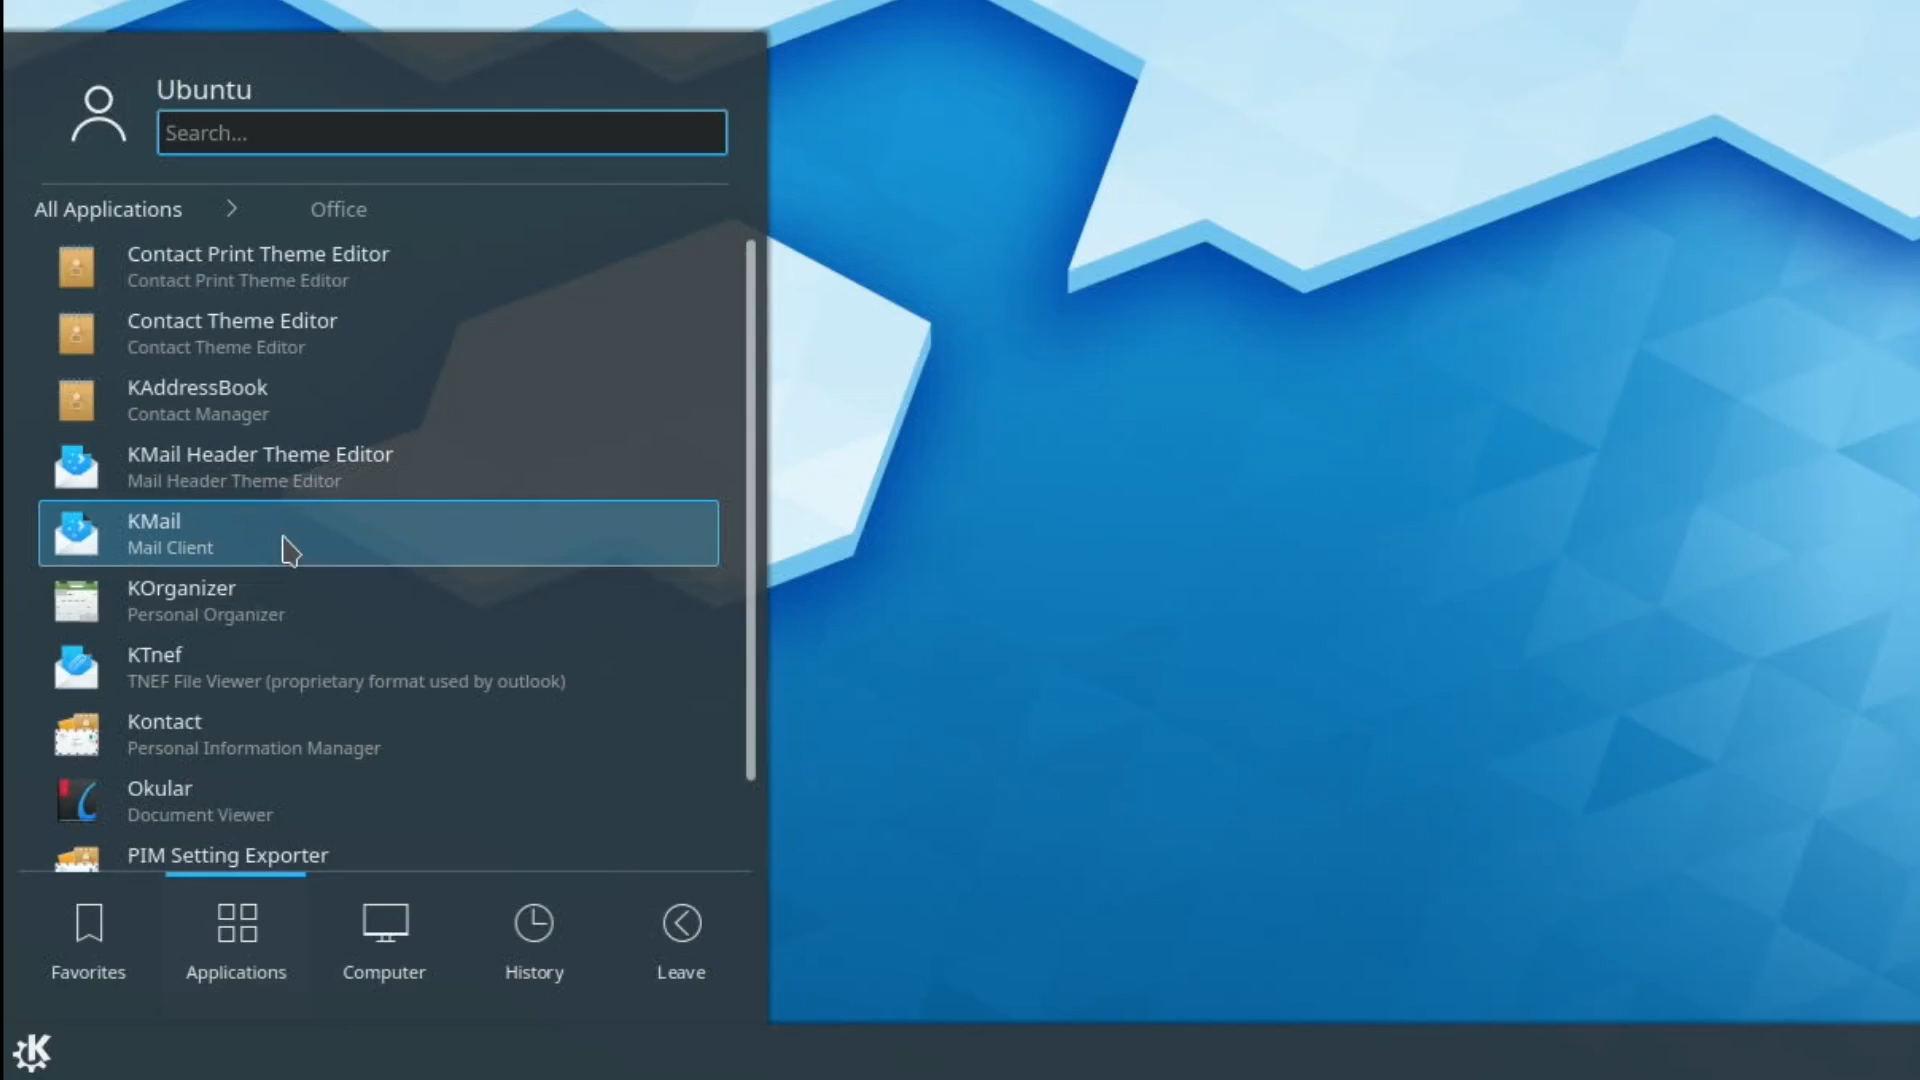 Ubuntu
Search...
All Applications > Office
Contact Print Theme Editor
Contact Print Theme Editor
Contact Theme Editor
Contact Theme Editor
KAddressBook
Contact Manager
KMail Header Theme Editor
Mail Header Theme Editor
KMail
Mail Client
KOrganizer
Personal Organizer
KTnef
TNEF File Viewer (proprietary format used by outlook)
Kontact
Personal Information Manager
Okular
Document Viewer
PIM Setting Exporter
Favorites Applications Computer History Leave